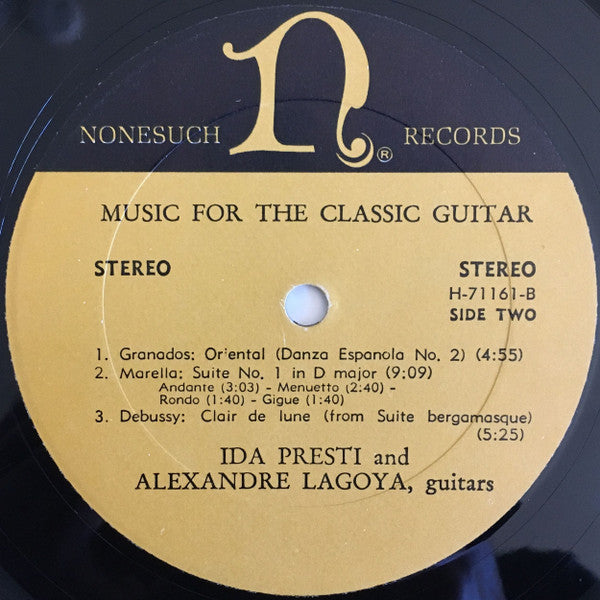 n
NONESUCH RECORDS
®
MUSIC FOR THE CLASSIC GUITAR
STEREO STEREO
H-71161-B
SIDE TWO
1. Granados: Or'ental (Danza Espanola No. 2) (4:55)
2. Marella: Suite No. 1 in D major (9:09)
Andante (3:03) - Menuetto (2:40) -
Rondo (1:40) - Gigue (1:40)
3. Debussy: Clair de lune (from Suite bergamasque)
(5:25)
IDA PRESTI and
ALEXANDRE LAGOYA, guitars